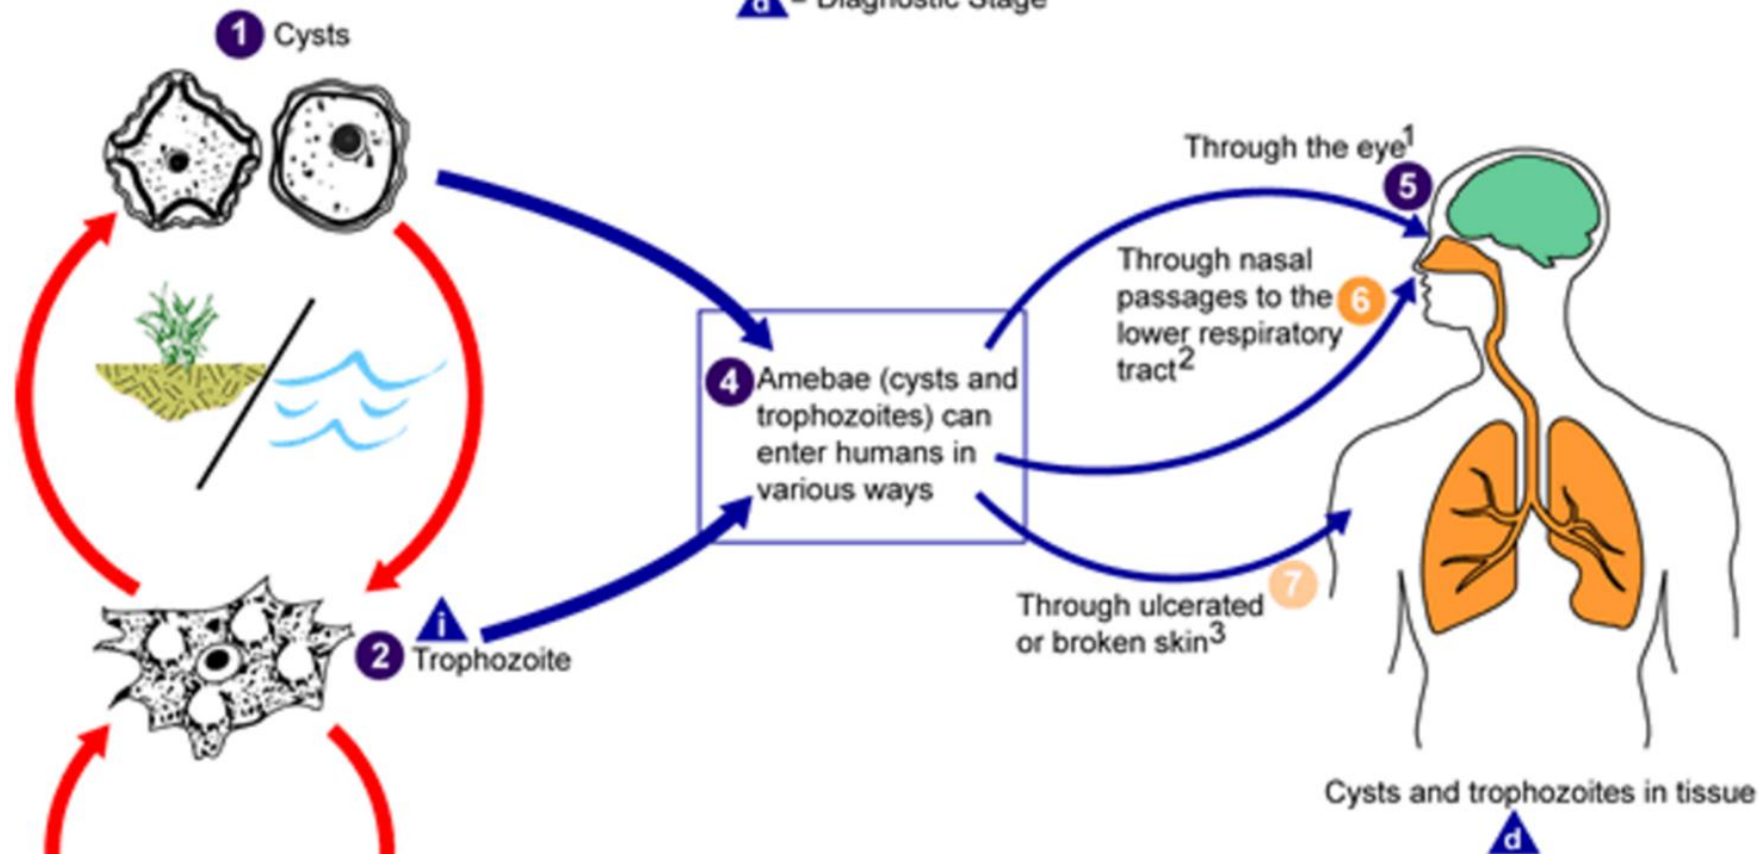 d = Diagnostic Stage
1 Cysts
Through the eye1
5
Through nasal
passages to the 6
lower respiratory
tract2
4 Amebae (cysts and
trophozoites) can
enter humans in
various ways
7
Through ulcerated
or broken skin3
i
2 Trophozoite
Cysts and trophozoites in tissue
d